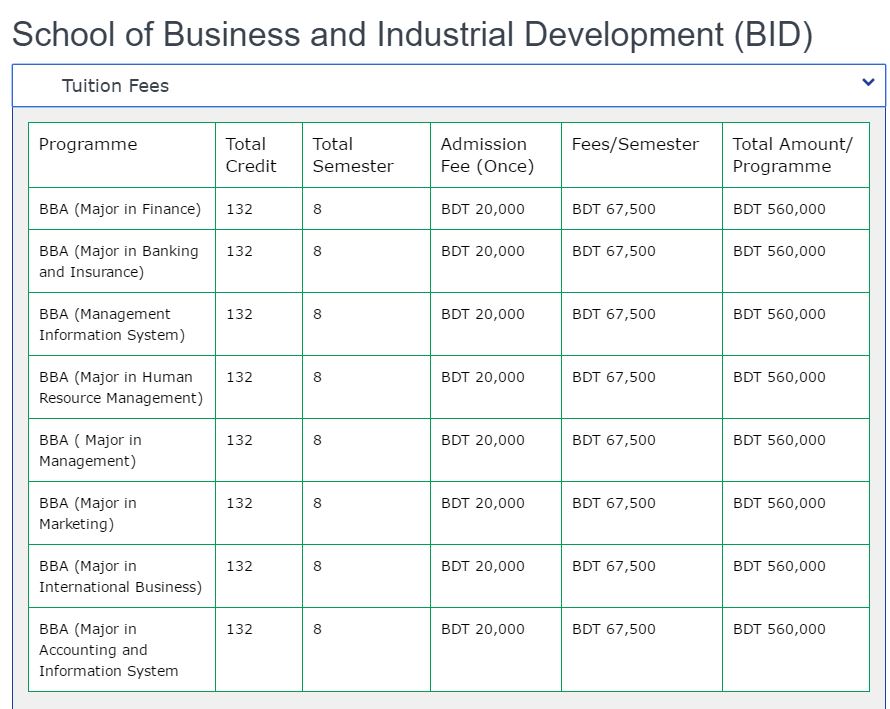 School of Business and Industrial Development (BID)
Tuition Fees
Programme Total Credit Total Semester Admission Fee (Once) Fees/Semester Total Amount/ Programme
BBA (Major in Finance) 132 8 BDT 20,000 BDT 67,500 BDT 560,000
BBA (Major in Banking and Insurance) 132 8 BDT 20,000 BDT 67,500 BDT 560,000
BBA (Management Information System) 132 8 BDT 20,000 BDT 67,500 BDT 560,000
BBA (Major in Human Resource Management) 132 8 BDT 20,000 BDT 67,500 BDT 560,000
BBA ( Major in Management) 132 8 BDT 20,000 BDT 67,500 BDT 560,000
BBA (Major in Marketing) 132 8 BDT 20,000 BDT 67,500 BDT 560,000
BBA (Major in International Business) 132 8 BDT 20,000 BDT 67,500 BDT 560,000
BBA (Major in Accounting and Information System 132 8 BDT 20,000 BDT 67,500 BDT 560,000